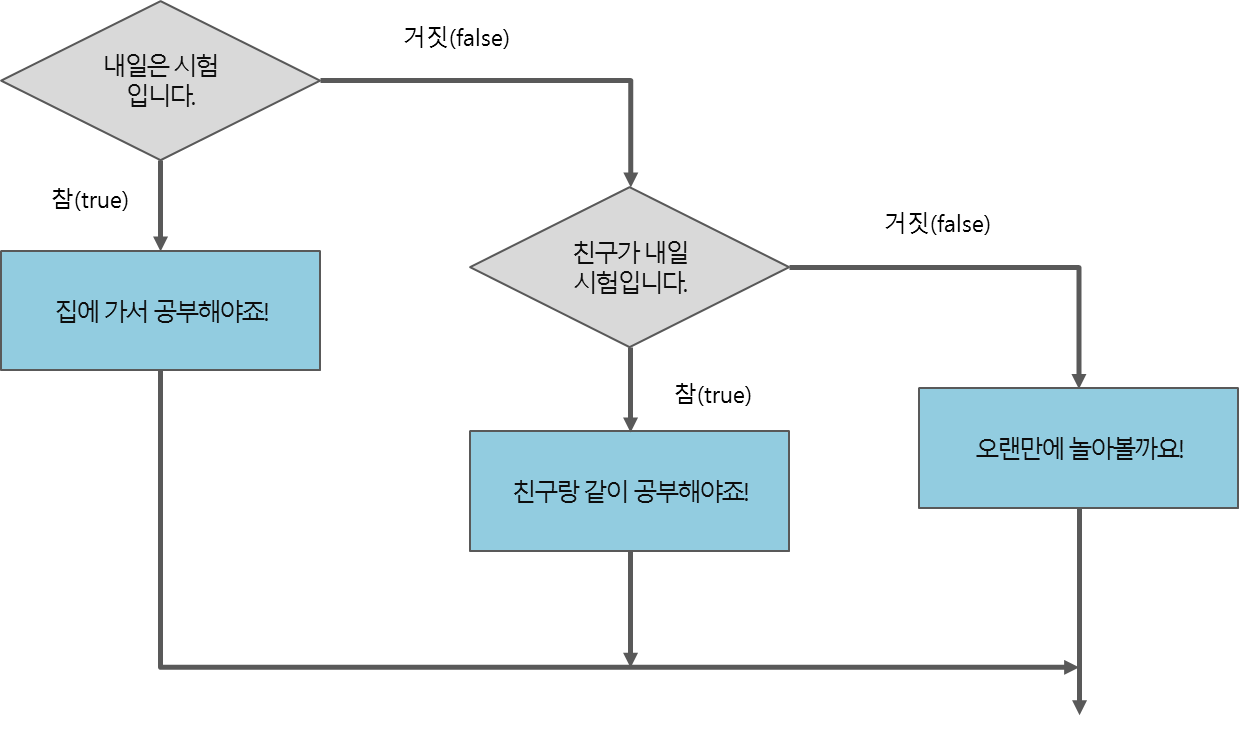 거짓(false)
내일은 시험
입니다.
참(true)
거짓(false)
친구가 내일
시험입니다.
집에 가서 공부해야죠!
참(true)
오랜만에 놀아볼까요!
친구랑 같이 공부해야죠!